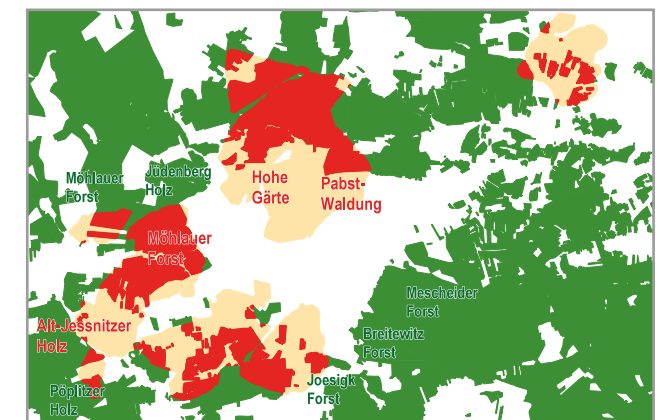 Möhlauer
Forst
Jüdenberg
Holz
Hohe
Gärte
Pabst-
Waldung
Möhlauer
Forst
Mescheider
Forst
Alt-Jessnitzer
Holz
Breitewitz
Forst
Pöplitzer
Holz
Joesigk
Forst